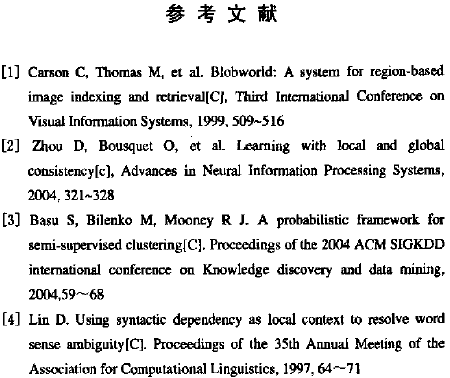 参考文献
[1] Carson C, Thomas M, et al. Blobworld: A system for region-based
image indexing and retrieval[C], Third International Conference on
Visual Information Systems, 1999, 509~516
[2] Zhou D, Bousquet O, et al. Learning with local and global
consistency[c], Advances in Neural Information Processing Systems,
2004, 321~328
[3] Basu S, Bilenko M, Mooney R J. A probabilistic framework for
semi-supervised clustering[C]. Proceedings of the 2004 ACM SIGKDD
international conference on Knowledge discovery and data mining,
2004,59～68
[4] Lin D. Using syntactic dependency as local context to resolve word
sense ambiguity[C]. Proceedings of the 35th Annual Meeting of the
Association for Computational Linguistics, 1997, 64～71